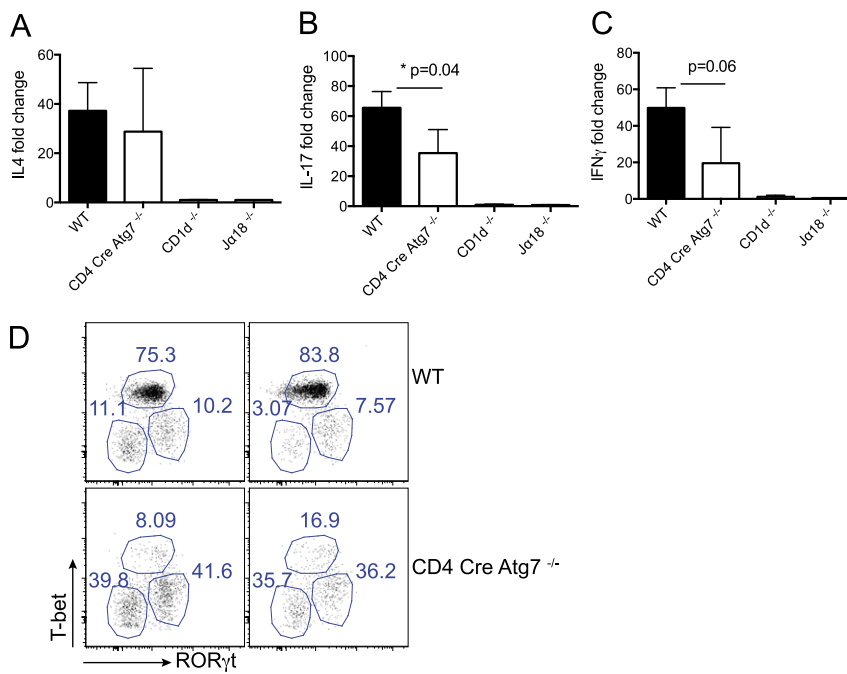 A
60
40
20
0
IL4 fold change
WT
CD4 Cre Atg7 -/-
CD1d -/-
Jα18 -/-
B
100
80
60
40
20
0
IL-17 fold change
* p=0.04
WT
CD4 Cre Atg7 -/-
CD1d -/-
Jα18 -/-
C
80
60
40
20
0
IFNγ fold change
p=0.06
WT
CD4 Cre Atg7 -/-
CD1d -/-
Jα18 -/-
D
75.3
11.1
10.2
83.8
3.07
7.57
WT
8.09
39.8
41.6
16.9
35.7
36.2
CD4 Cre Atg7 -/-
T-bet
RORγt